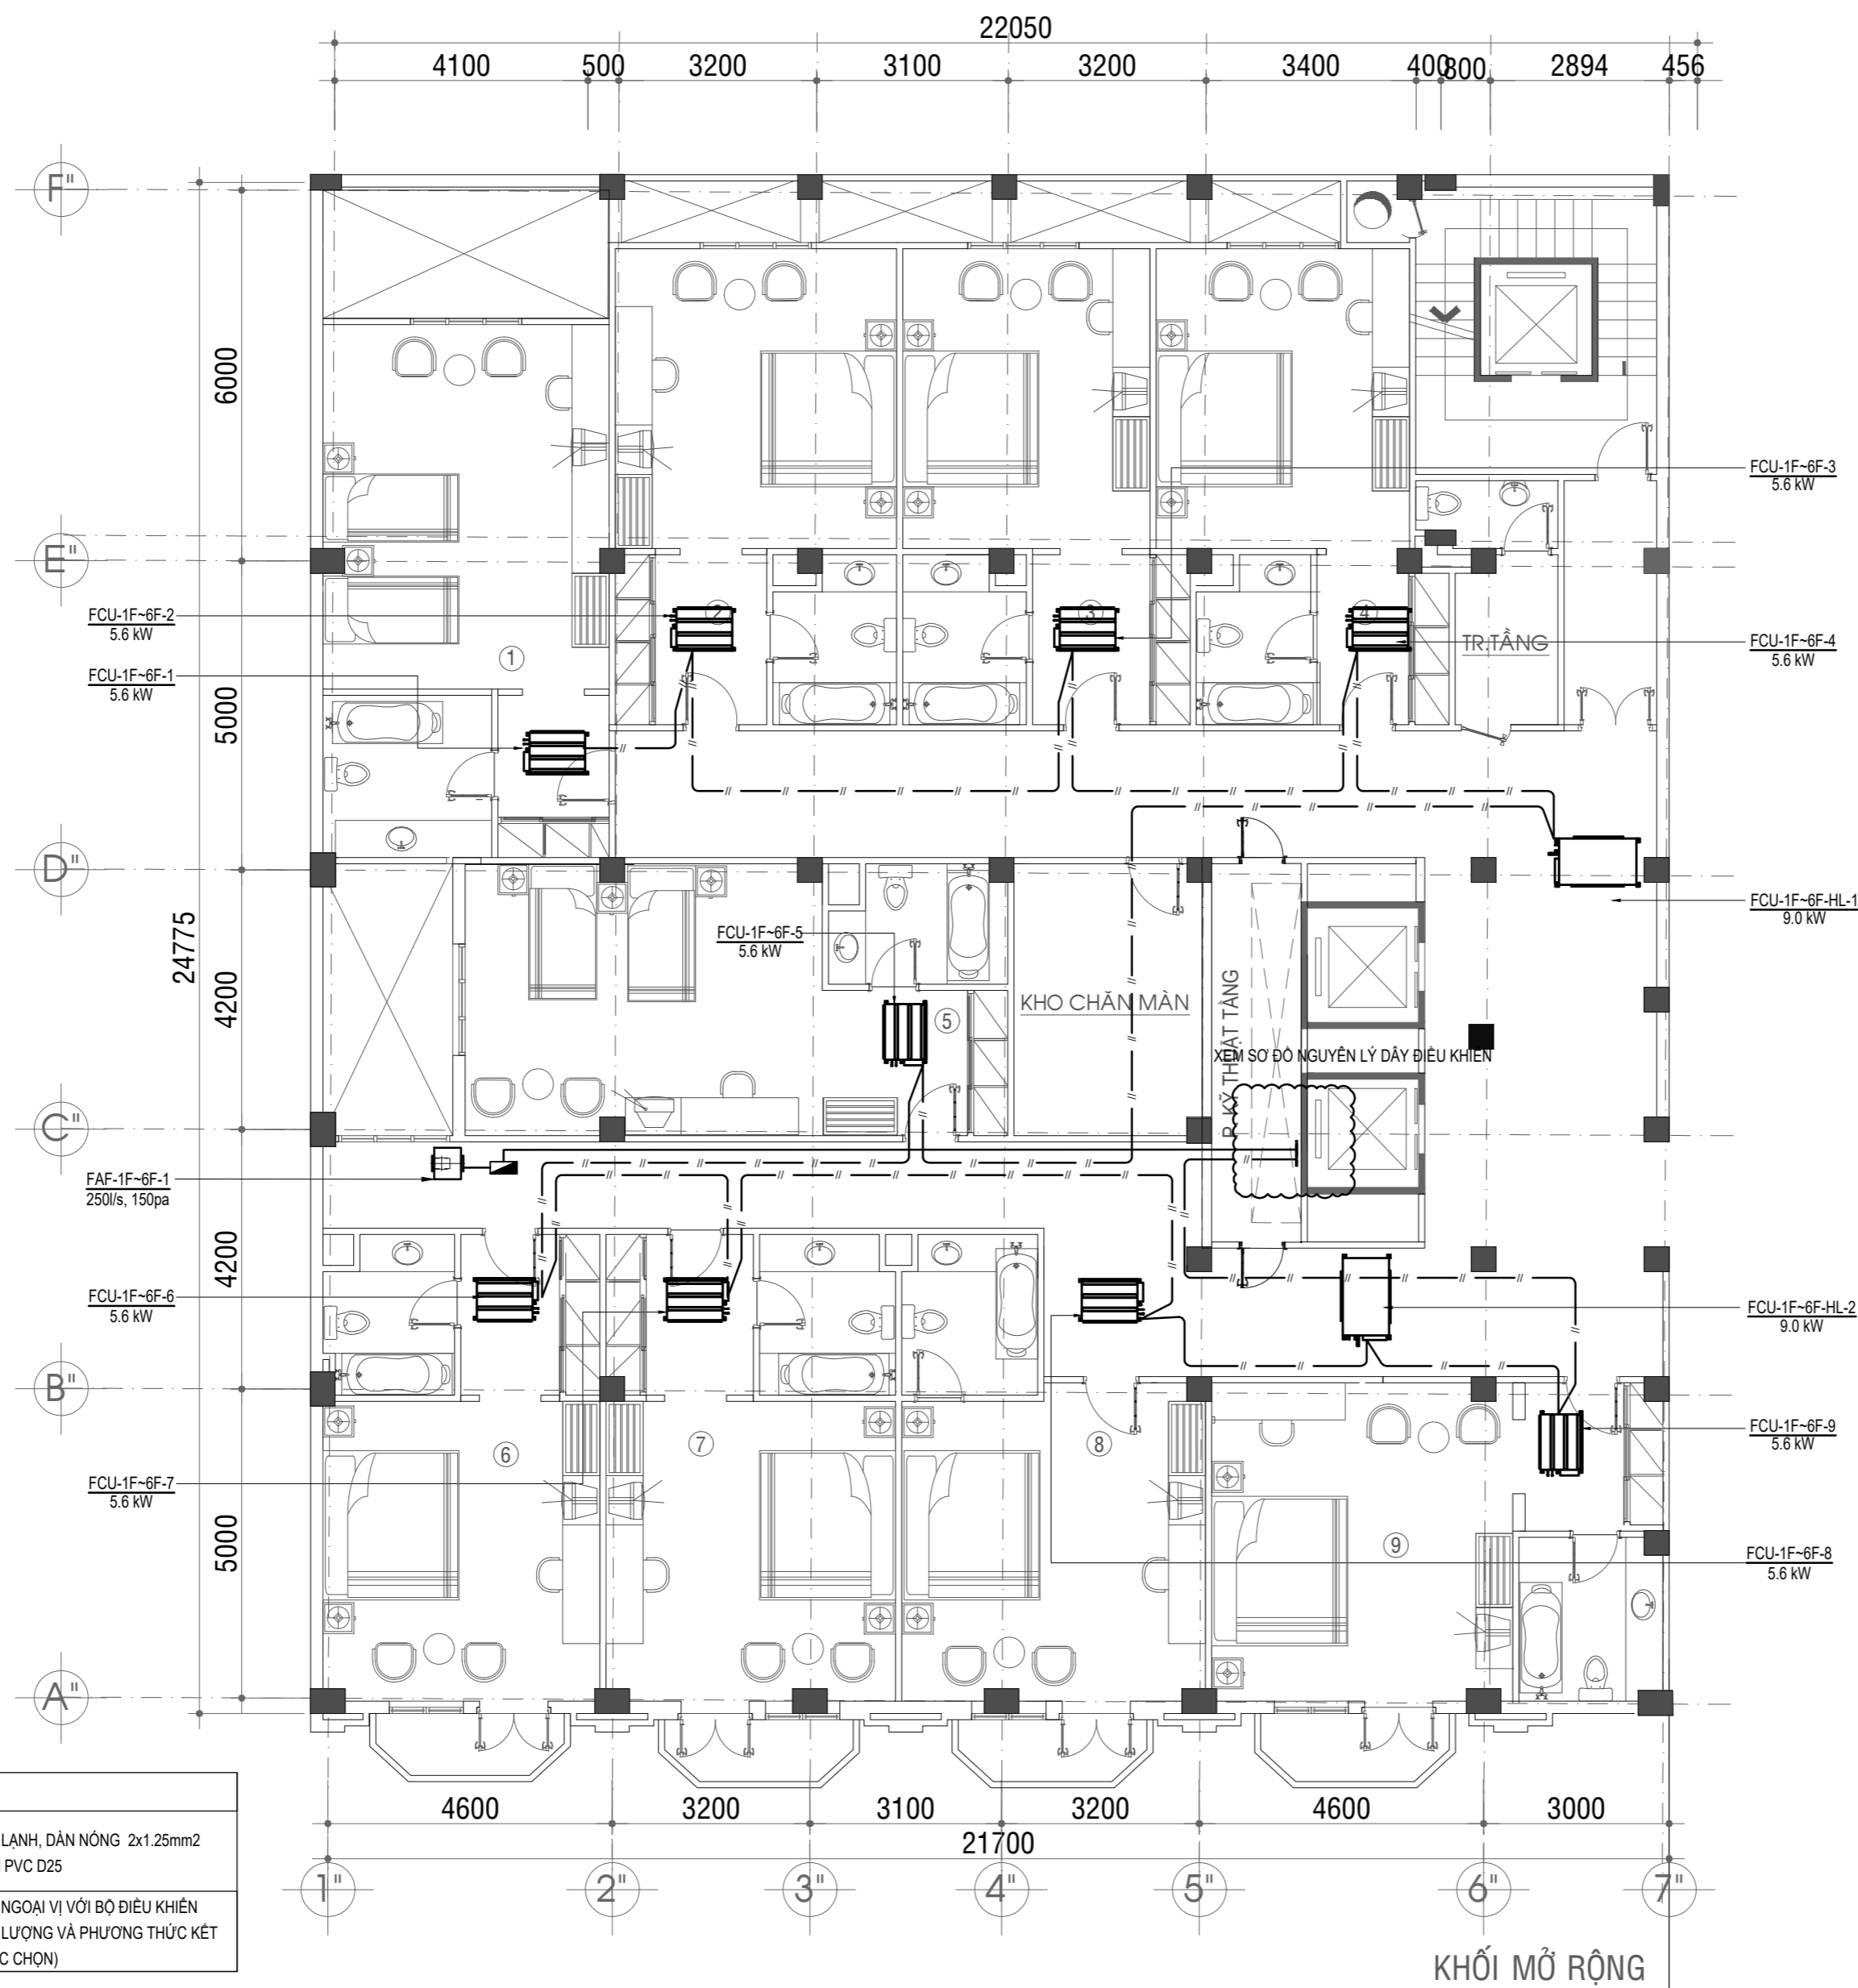 22050
4100
500
3200
3100
3200
3400
400
800
2894
456
F"
6000
FCU-1F~6F-3
5.6 kW
E"
FCU-1F~6F-2
5.6 kW
②
③
④
TR.TẦNG
FCU-1F~6F-4
5.6 kW
①
FCU-1F~6F-1
5.6 kW
5000
D"
24775
FCU-1F~6F-HL-1
9.0 kW
FCU-1F~6F-5
5.6 kW
4200
⑤
KHO CHĂN MÀN
P. KỸ THUẬT TẦNG
XEM SƠ ĐỒ NGUYÊN LÝ DÂY ĐIỀU KHIỂN
C"
FAF-1F~6F-1
250l/s, 150pa
4200
FCU-1F~6F-6
5.6 kW
FCU-1F~6F-HL-2
9.0 kW
B"
⑥
⑦
⑧
FCU-1F~6F-9
5.6 kW
FCU-1F~6F-7
5.6 kW
5000
⑨
FCU-1F~6F-8
5.6 kW
A"
4600
3200
3100
3200
4600
3000
21700
LẠNH, DÀN NÓNG 2x1.25mm2
PVC D25
NGOẠI VỊ VỚI BỘ ĐIỀU KHIỂN
LƯỢNG VÀ PHƯƠNG THỨC KẾT
C CHỌN)
1"
2"
3"
4"
5"
6"
7"
KHỐI MỞ RỘNG